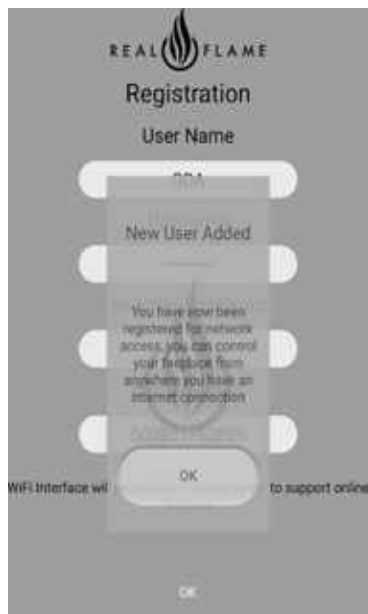 REAL FLAME
Registration
User Name
New User Added
You have now been
registered for network
access, you can control
your fireplace from
anywhere you have an
internet connection
OK
WiFi Interface wil to support online
OK